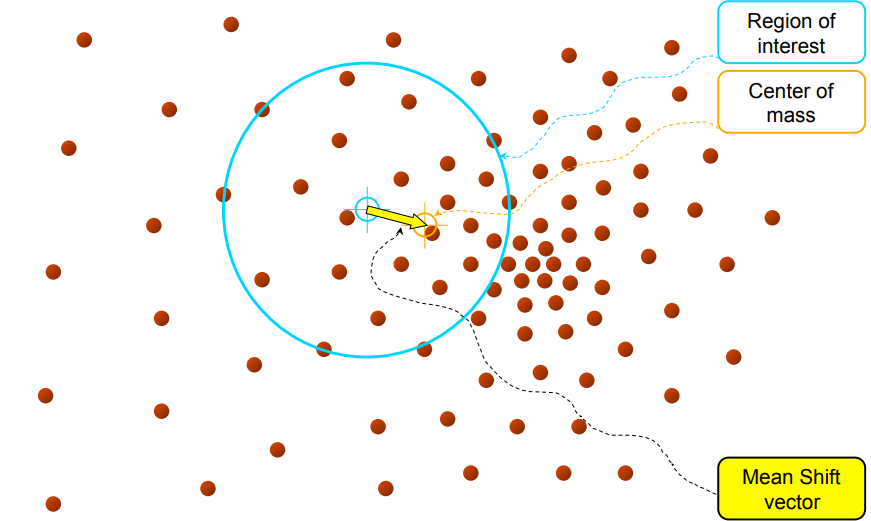 Region of
interest
Center of
mass
Mean Shift
vector